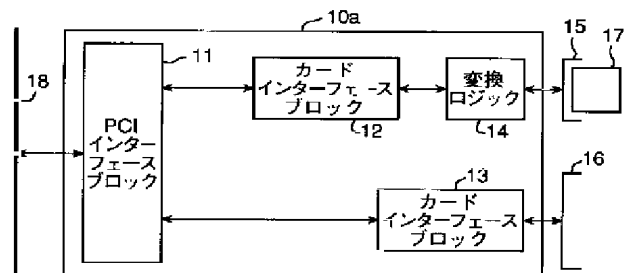 10a
11
18
PCI
インター
フェース
ブロック
カード
インターフェース
ブロック
12
変換
ロジック
14
15
17
13
カード
インターフェース
ブロック
16